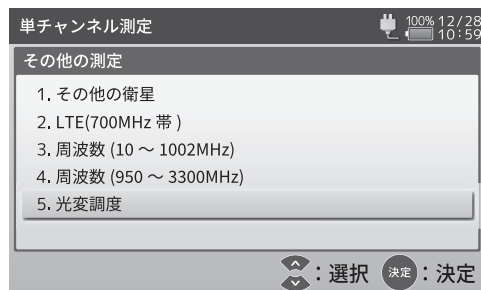 単チャンネル測定
100% 12/28
10:59
その他の測定
1. その他の衛星
2. LTE(700MHz 帯 )
3. 周波数 (10 ～ 1002MHz)
4. 周波数 (950 ～ 3300MHz)
5. 光変調度
：選択 決定 ：決定